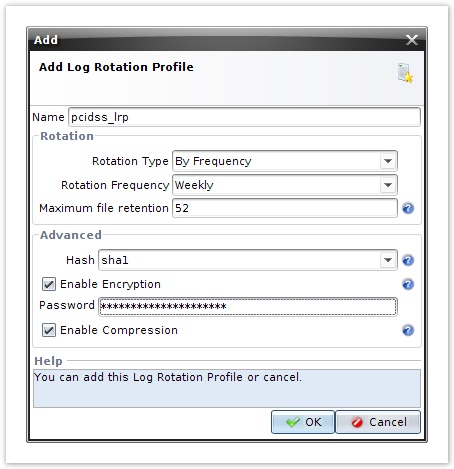 Add
Add Log Rotation Profile
Name pcidss_lrp
Rotation
Rotation Type By Frequency
Rotation Frequency Weekly
Maximum file retention 52
Advanced
Hash sha1
Enable Encryption
Password *********************
Enable Compression
Help
You can add this Log Rotation Profile or cancel.
OK Cancel